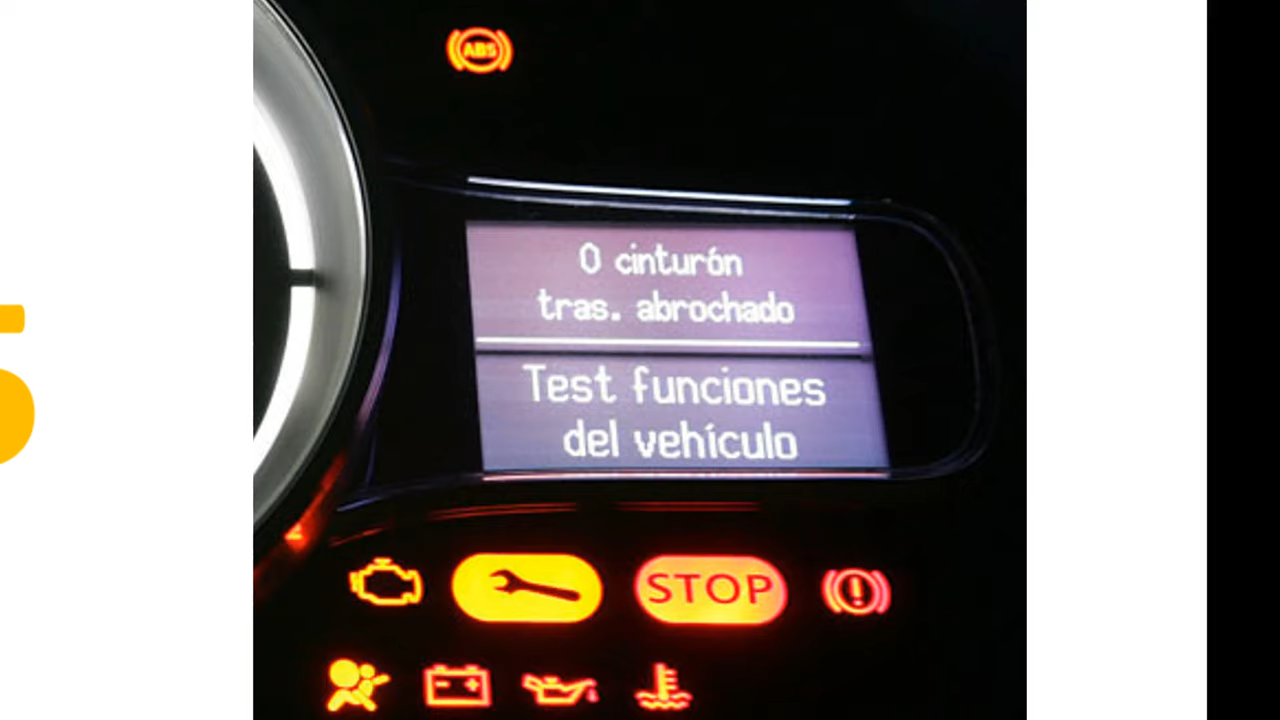 ABS
0 cinturón
tras. abrochado
Test funciones
del vehículo
STOP